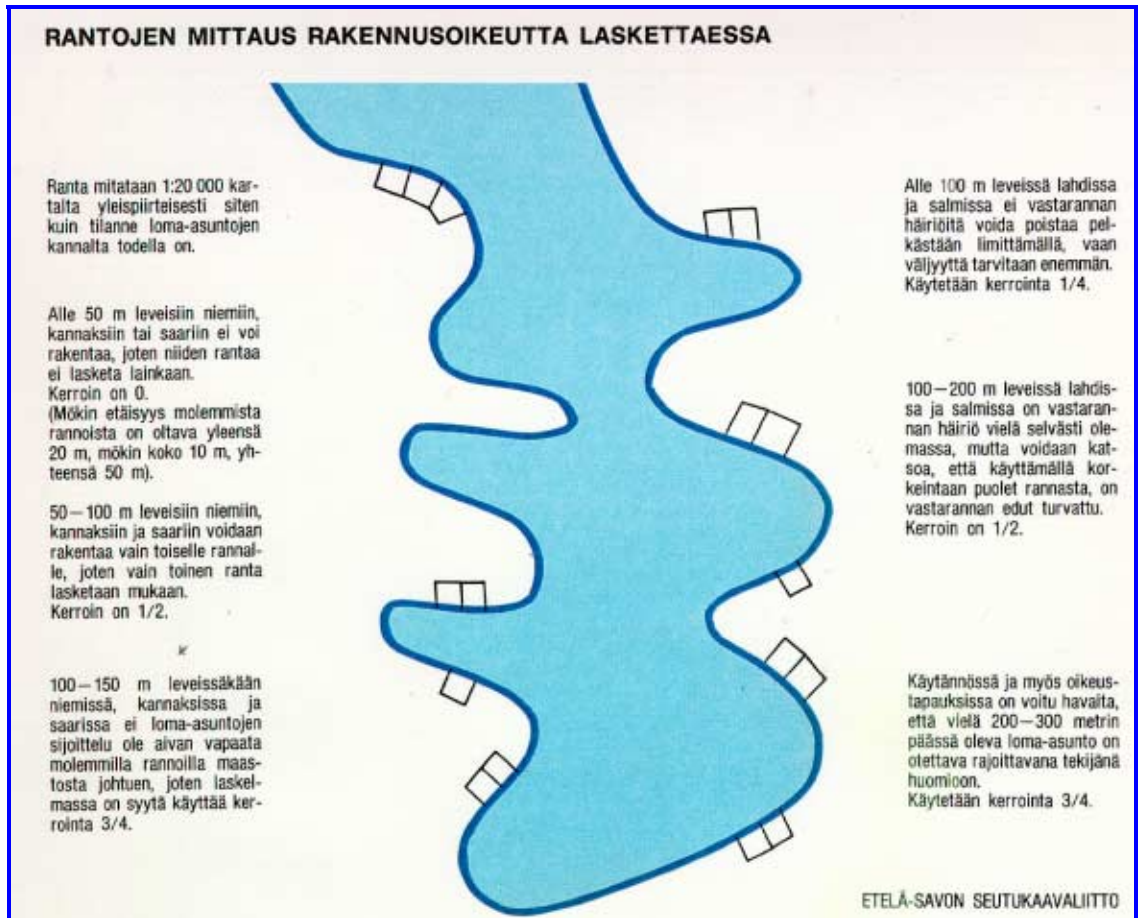 RANTOJEN MITTAUS RAKENNUSOIKEUTTA LASKETTAESSA
Ranta mitataan 1:20 000 kar-
talta yleispiirteisesti siten
kuin tilanne loma-asuntojen
kannalta todella on.
Alle 50 m leveisiin niemiin,
kannaksiin tai saariin ei voi
rakentaa, joten niiden rantaa
ei lasketa lainkaan.
Kerroin on 0.
(Mökin etäisyys molemmista
rannoista on oltava yleensä
20 m, mökin koko 10 m, yh-
teensä 50 m).
50—100 m leveisiin niemiin,
kannaksiin ja saariin voidaan
rakentaa vain toiselle rannal-
le, joten vain toinen ranta
lasketaan mukaan.
Kerroin on 1/2.
100—150 m leveissäkään
niemissä, kannaksissa ja
saarissa ei loma-asuntojen
sijoittelu ole aivan vapaata
molemmilla rannoilla maas-
tosta johtuen, joten laskel-
massa on syytä käyttää ker-
rointa 3/4.
Alle 100 m leveissä lahdissa
ja salmissa ei vastarannan
häiriöitä voida poistaa pel-
kästään limittämällä, vaan
väljyyttä tarvitaan enemmän.
Käytetään kerrointa 1/4.
100—200 m leveissä lahdis-
sa ja salmissa on vastaran-
nan häiriö vielä selvästi ole-
massa, mutta voidaan kat-
soa, että käyttämällä kor-
keintaan puolet rannasta, on
vastarannan edut turvattu.
Kerroin on 1/2.
Käytännössä ja myös oikeus-
tapauksissa on voitu havaita,
että vielä 200—300 metrin
päässä oleva loma-asunto on
otettava rajoittavana tekijänä
huomioon.
Käytetään kerrointa 3/4.
ETELÄ-SAVON SEUTUKAAVALIITTO